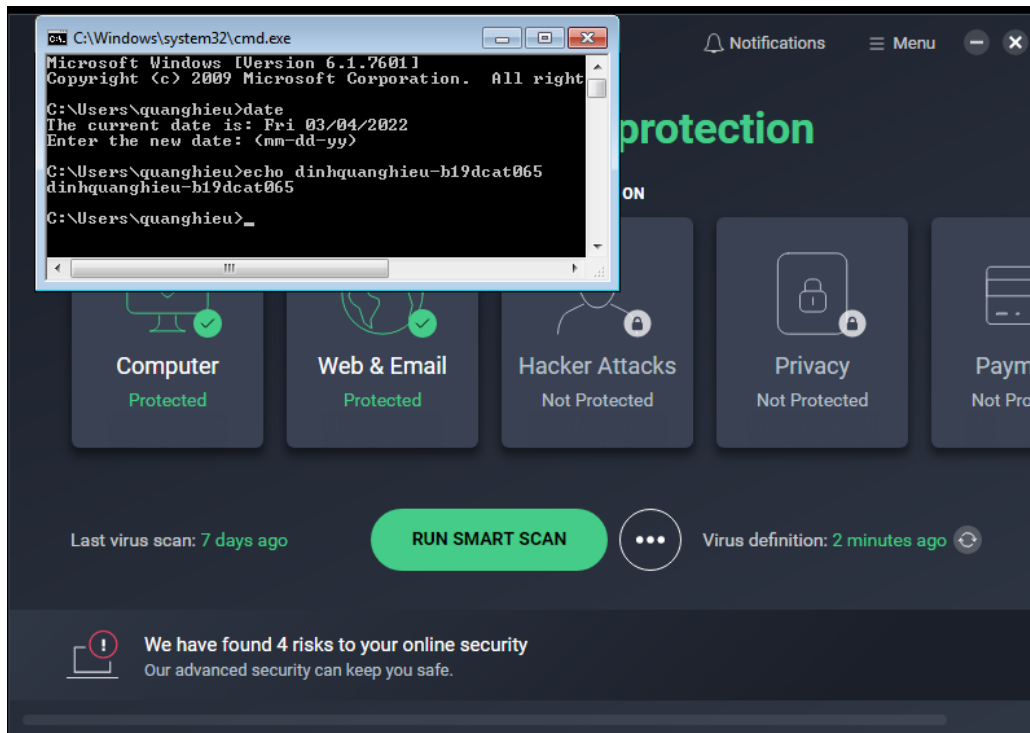 C:\Windows\system32\cmd.exe
Microsoft Windows [Version 6.1.7601]
Copyright (c) 2009 Microsoft Corporation.  All right
C:\Users\quanghieu>date
The current date is: Fri 03/04/2022
Enter the new date: (mm-dd-yy)
C:\Users\quanghieu>echo dinhquanghieu-b19dcat065
dinhquanghieu-b19dcat065
C:\Users\quanghieu>_
Notifications
Menu
protection
ON
Computer
Protected
Web & Email
Protected
Hacker Attacks
Not Protected
Privacy
Not Protected
Paym
Not Pro
Last virus scan: 7 days ago
RUN SMART SCAN
Virus definition: 2 minutes ago
We have found 4 risks to your online security
Our advanced security can keep you safe.